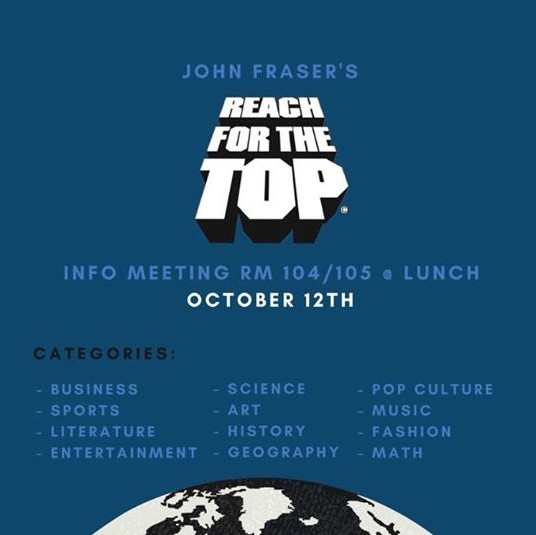 JOHN FRASER'S
REACH
FOR THE
TOP
©
INFO MEETING RM 104/105 @ LUNCH
OCTOBER 12TH
CATEGORIES:
- BUSINESS
- SPORTS
- LITERATURE
- ENTERTAINMENT
- SCIENCE
- ART
- HISTORY
- GEOGRAPHY
- POP CULTURE
- MUSIC
- FASHION
- MATH